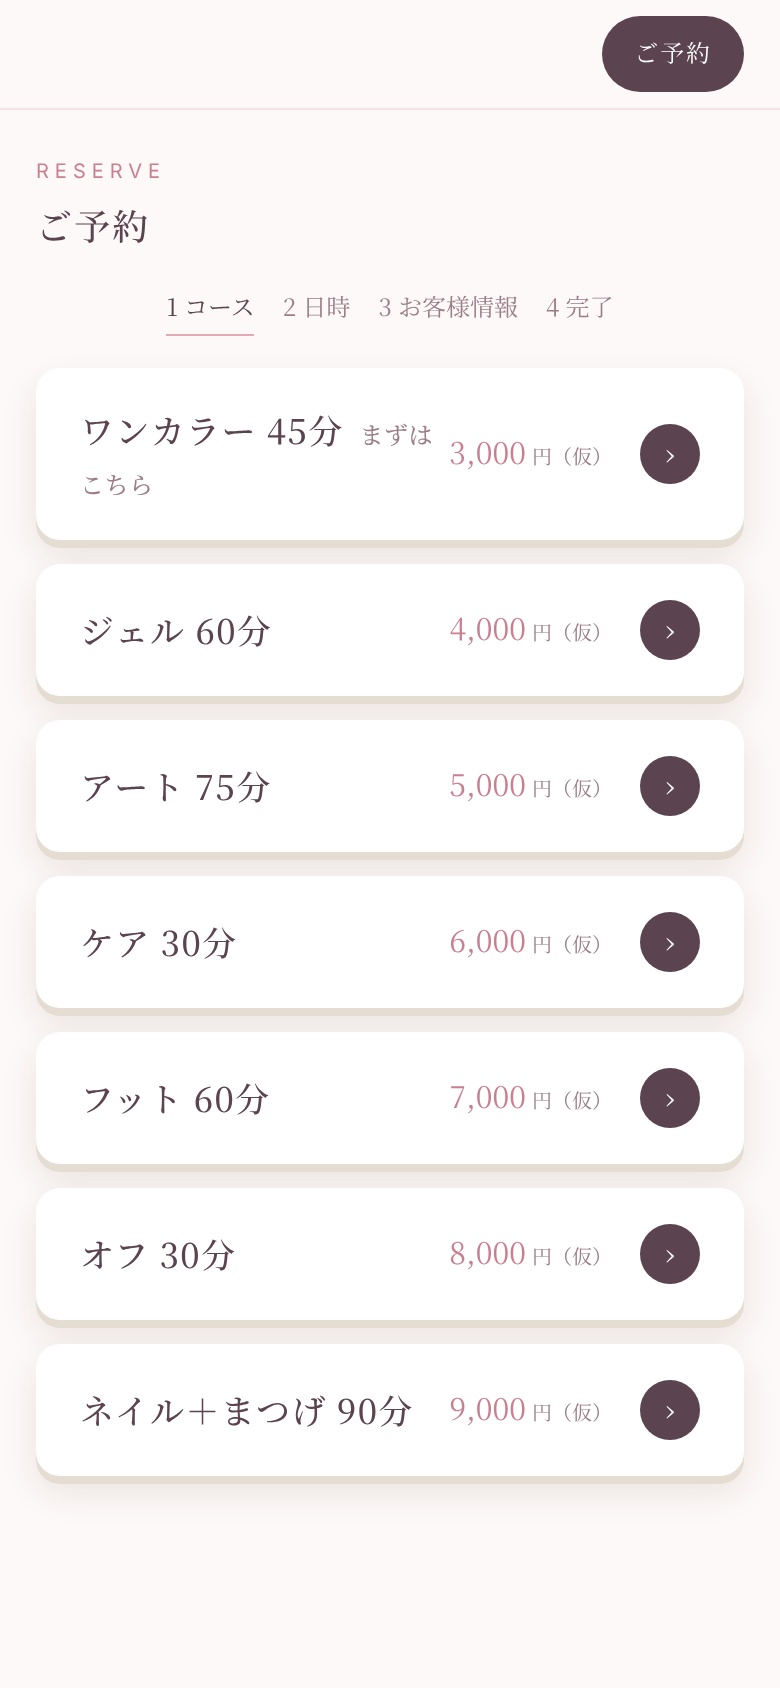 ご予約
RESERVE
ご予約
1 コース 2 日時 3 お客様情報 4 完了
ワンカラー 45分 まずは
こちら
3,000 円（仮）
ジェル 60分 4,000 円（仮）
アート 75分 5,000 円（仮）
ケア 30分 6,000 円（仮）
フット 60分 7,000 円（仮）
オフ 30分 8,000 円（仮）
ネイル＋まつげ 90分 9,000 円（仮）